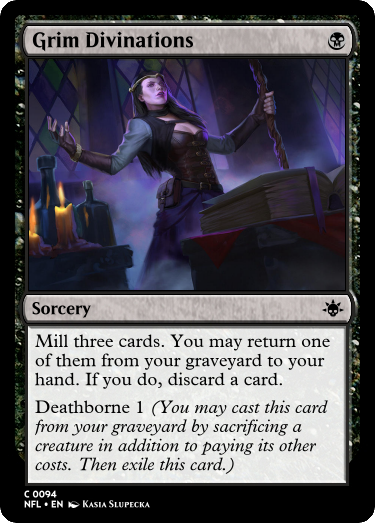 Grim Divinations
Sorcery
Mill three cards. You may return one
of them from your graveyard to your
hand. If you do, discard a card.
Deathborne 1 (You may cast this card
from your graveyard by sacrificing a
creature in addition to paying its other
costs. Then exile this card.)
C 0094
NFL • EN Kasia Slupecka